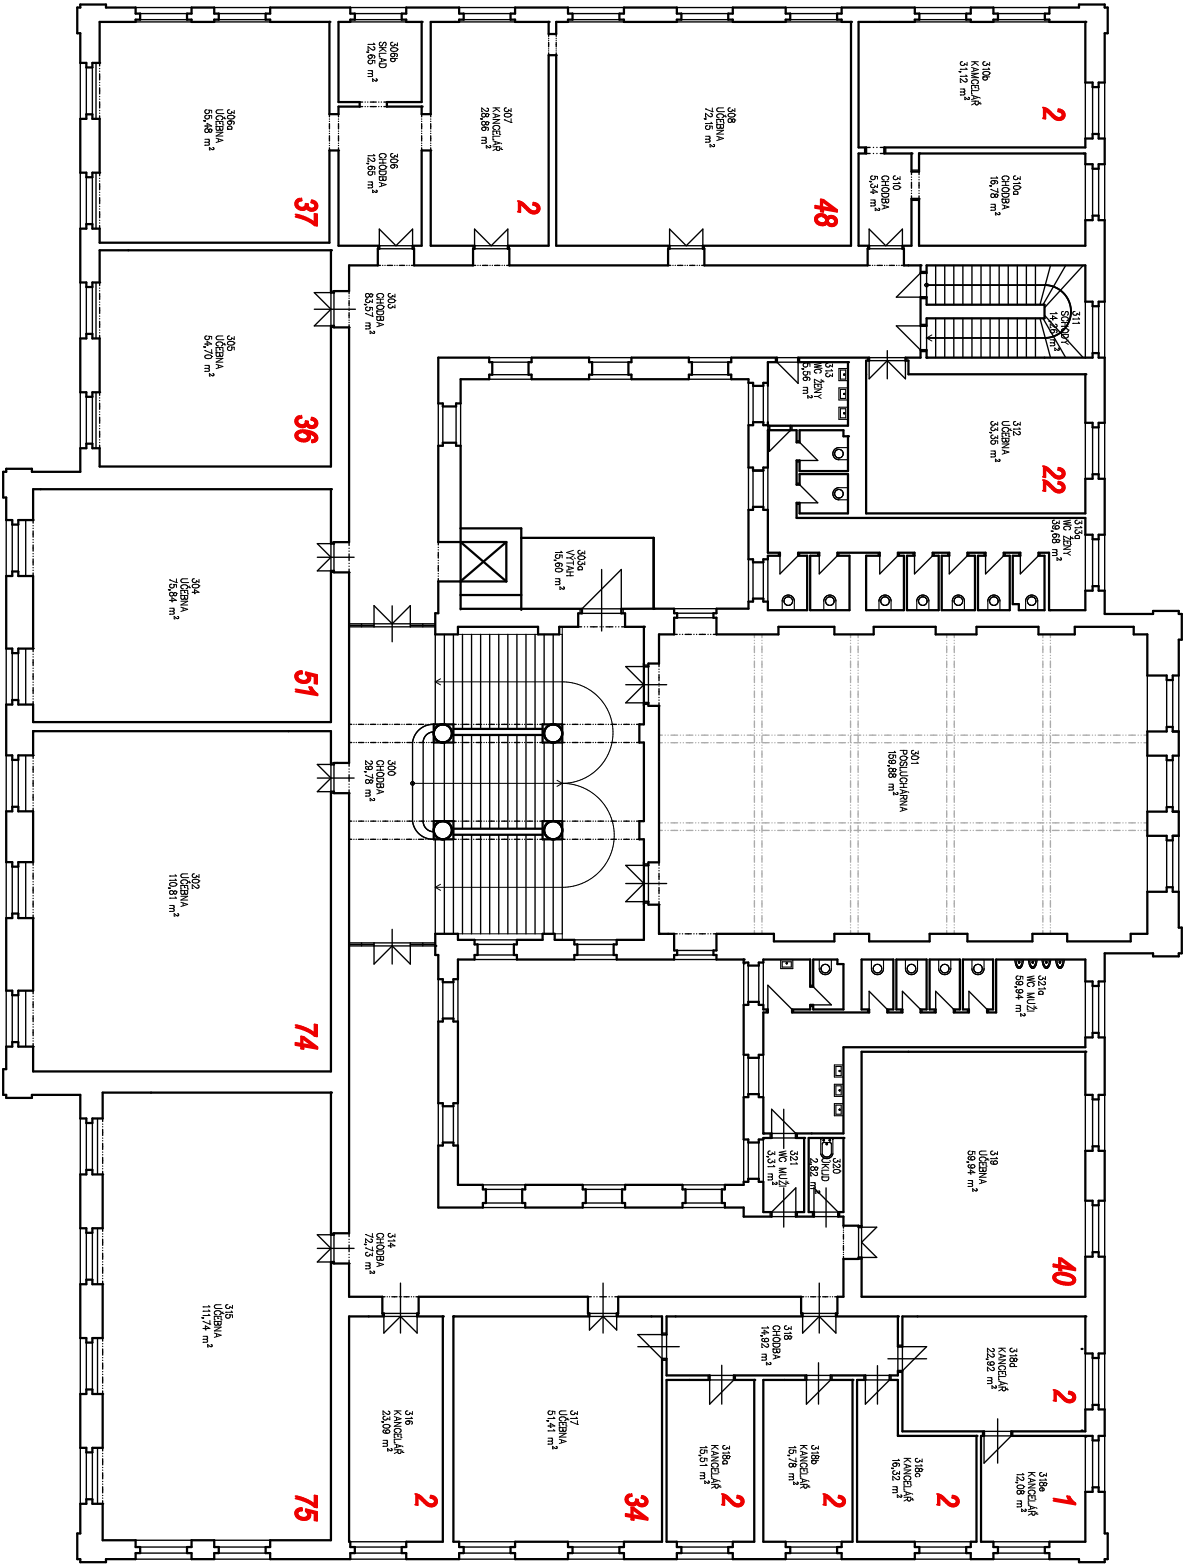 306a
UČEBNA
55,48 m²
37
306b
SKLAD
12,65 m²
306
CHODBA
12,65 m²
307
KANCELÁŘ
28,86 m²
2
308
UČEBNA
72,15 m²
48
310b
KAMCELÁŘ
31,12 m²
2
310
CHODBA
5,34 m²
310a
CHODBA
16,78 m²
305
UČEBNA
54,70 m²
36
303
CHODBA
83,57 m²
311
SCHODY
313
WC ŽENY
5,56 m²
312
UČEBNA
33,35 m²
22
313a
WC ŽENY
39,68 m²
304
UČEBNA
75,84 m²
51
303a
VÝTAH
15,60 m²
302
UČEBNA
110,81 m²
74
300
CHODBA
29,78 m²
301
POSLUCHÁRNA
159,88 m²
321a
WC MUŽI
59,94 m²
319
UČEBNA
59,94 m²
40
321
WC MUŽI
3,31 m²
320
ÚKLID
2,82 m²
314
CHODBA
72,73 m²
315
UČEBNA
111,74 m²
75
316
KANCELÁŘ
23,09 m²
2
317
UČEBNA
51,41 m²
34
318
CHODBA
14,92 m²
318a
KANCELÁŘ
15,51 m²
2
318b
KANCELÁŘ
15,78 m²
2
318c
KANCELÁŘ
16,32 m²
2
318d
KANCELÁŘ
22,92 m²
2
318e
KANCELÁŘ
12,08 m²
1